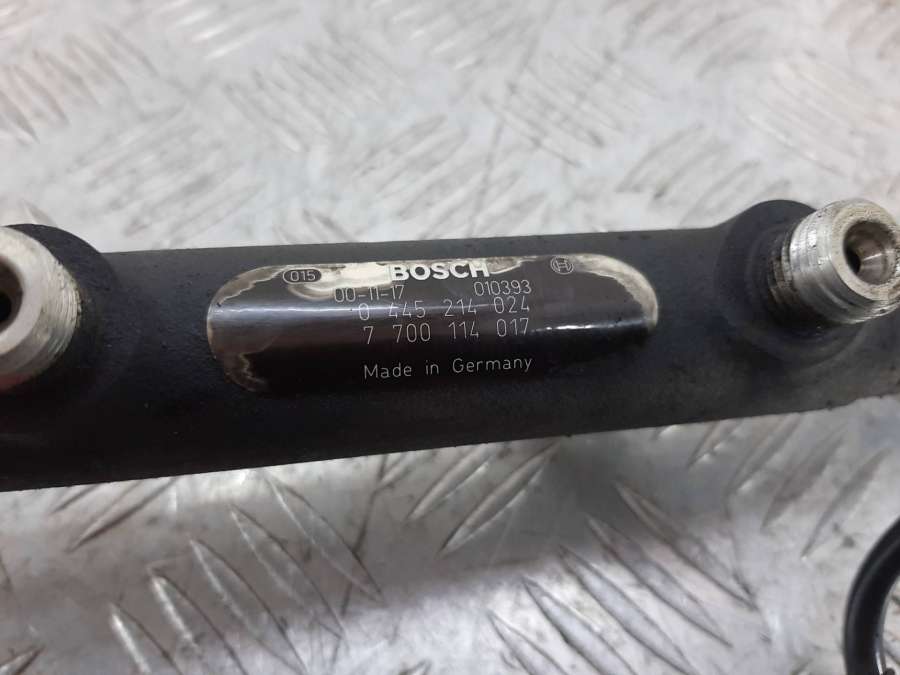 015 BOSCH
00-11-17 010393
0 445 214 024
7 700 114 017
Made in Germany